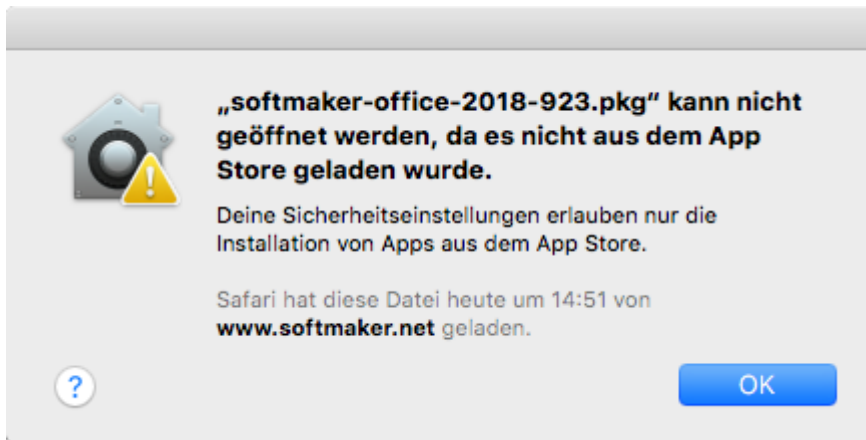 „softmaker-office-2018-923.pkg“ kann nicht
geöffnet werden, da es nicht aus dem App
Store geladen wurde.
Deine Sicherheitseinstellungen erlauben nur die
Installation von Apps aus dem App Store.
Safari hat diese Datei heute um 14:51 von
www.softmaker.net geladen.
?
OK